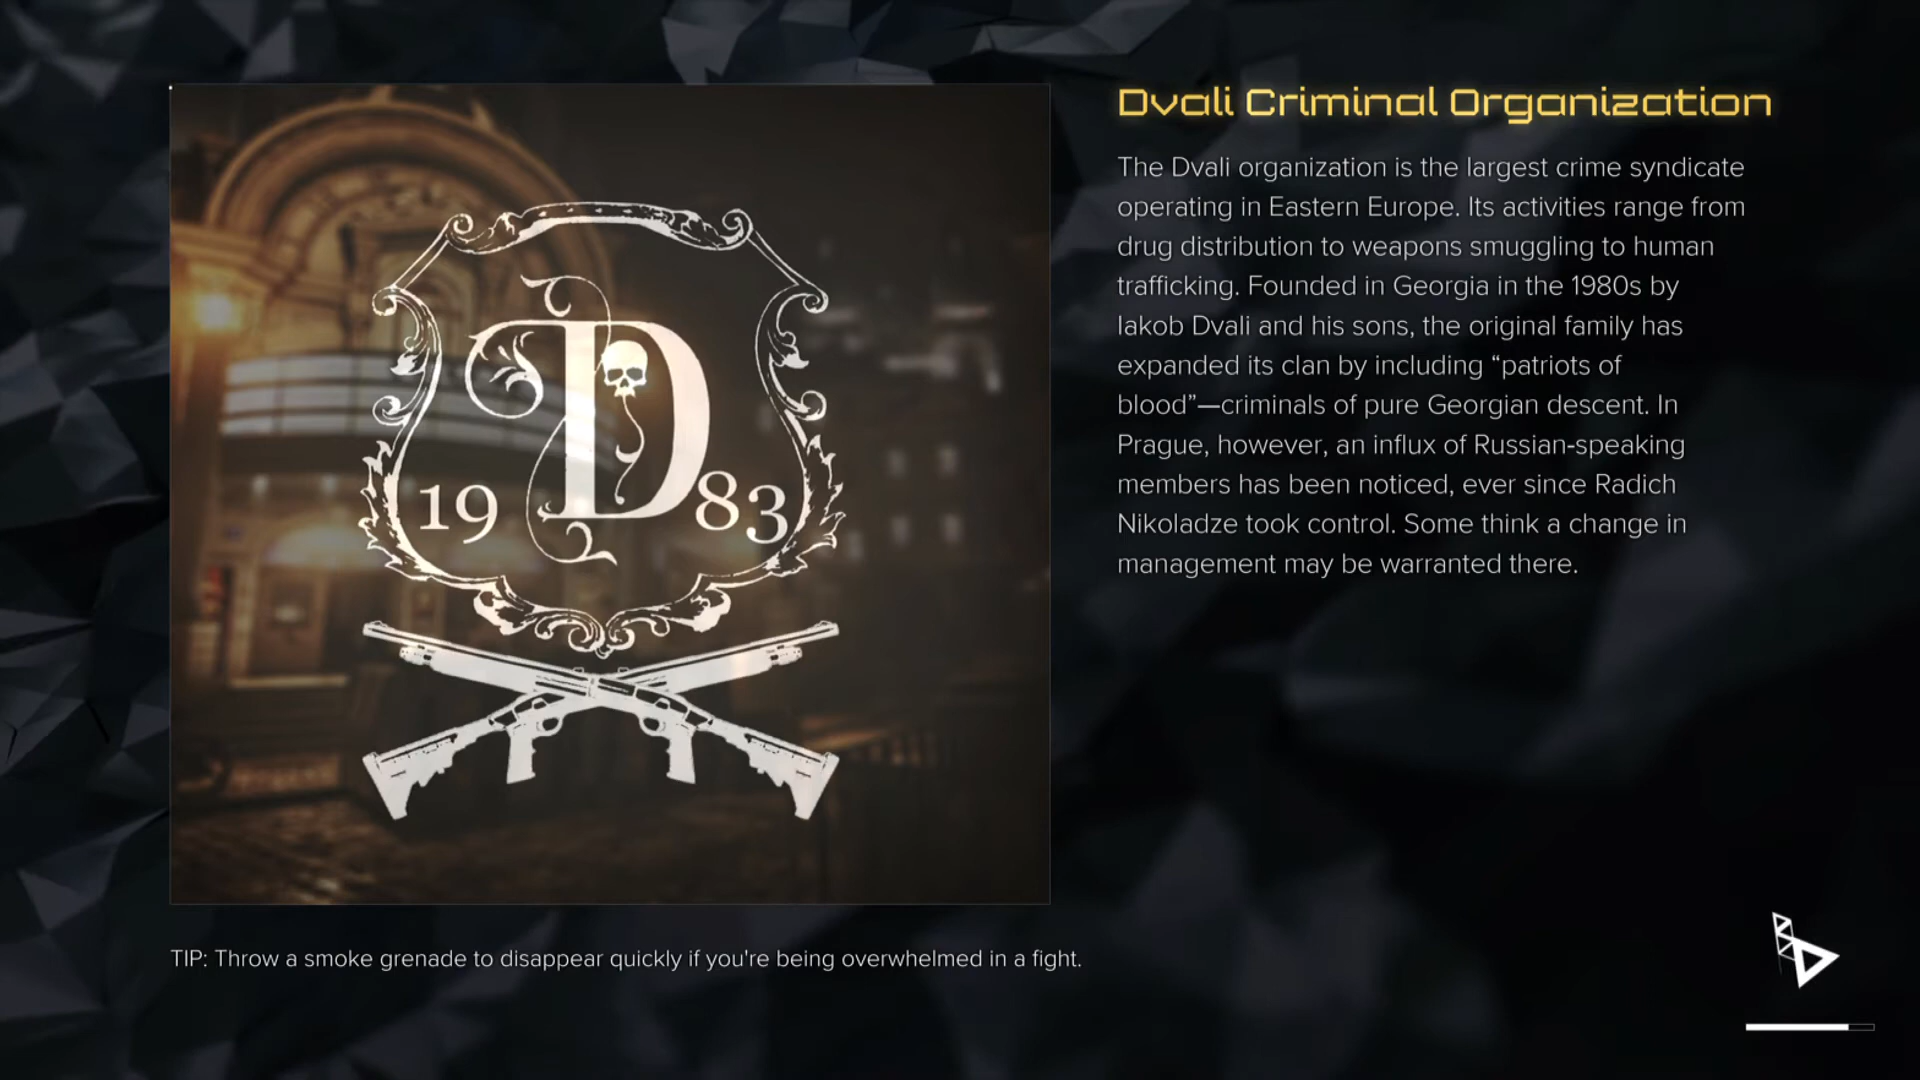 Dvali Criminal Organization
The Dvali organization is the largest crime syndicate
operating in Eastern Europe. Its activities range from
drug distribution to weapons smuggling to human
trafficking. Founded in Georgia in the 1980s by
Iakob Dvali and his sons, the original family has
expanded its clan by including “patriots of
blood”—criminals of pure Georgian descent. In
Prague, however, an influx of Russian-speaking
members has been noticed, ever since Radich
Nikoladze took control. Some think a change in
management may be warranted there.
D
19 83
TIP: Throw a smoke grenade to disappear quickly if you're being overwhelmed in a fight.